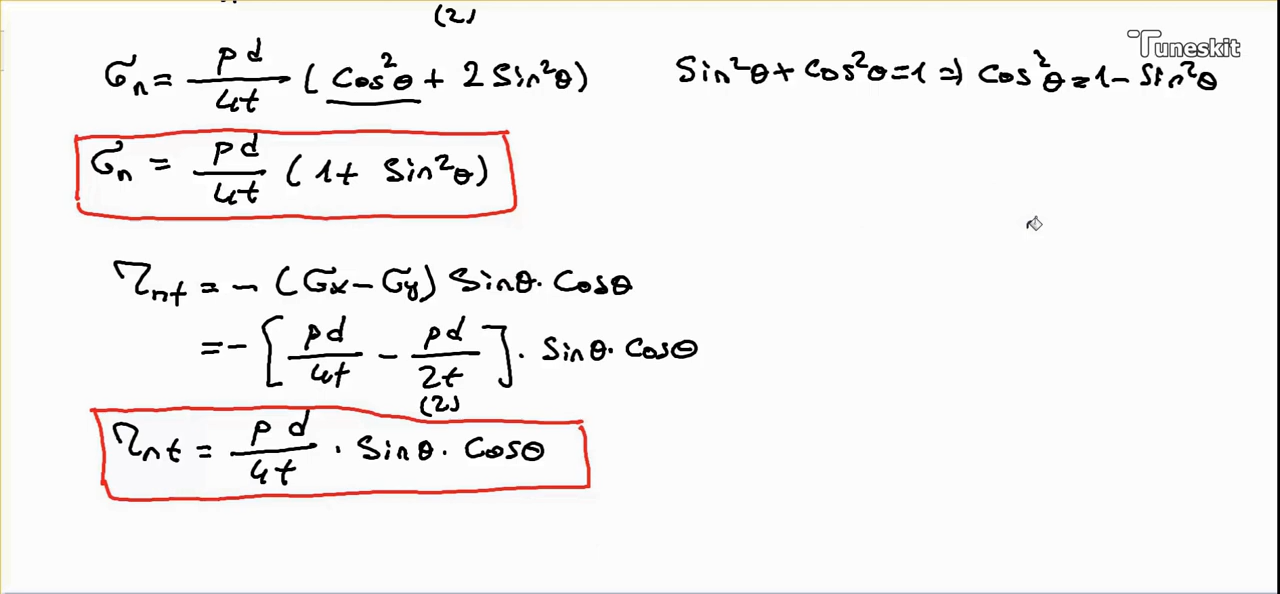 (2)
σn = pd/4t (cos²θ + 2 sin²θ)
sin²θ + cos²θ = 1 ⇒ cos²θ = 1 - sin²θ
Tuneskit
σn = pd/4t (1 + sin²θ)
τnt = - (σx - σy) sinθ · cosθ
= - [pd/4t - pd/2t] · sinθ · cosθ
(2)
τnt = pd/4t · sinθ · cosθ